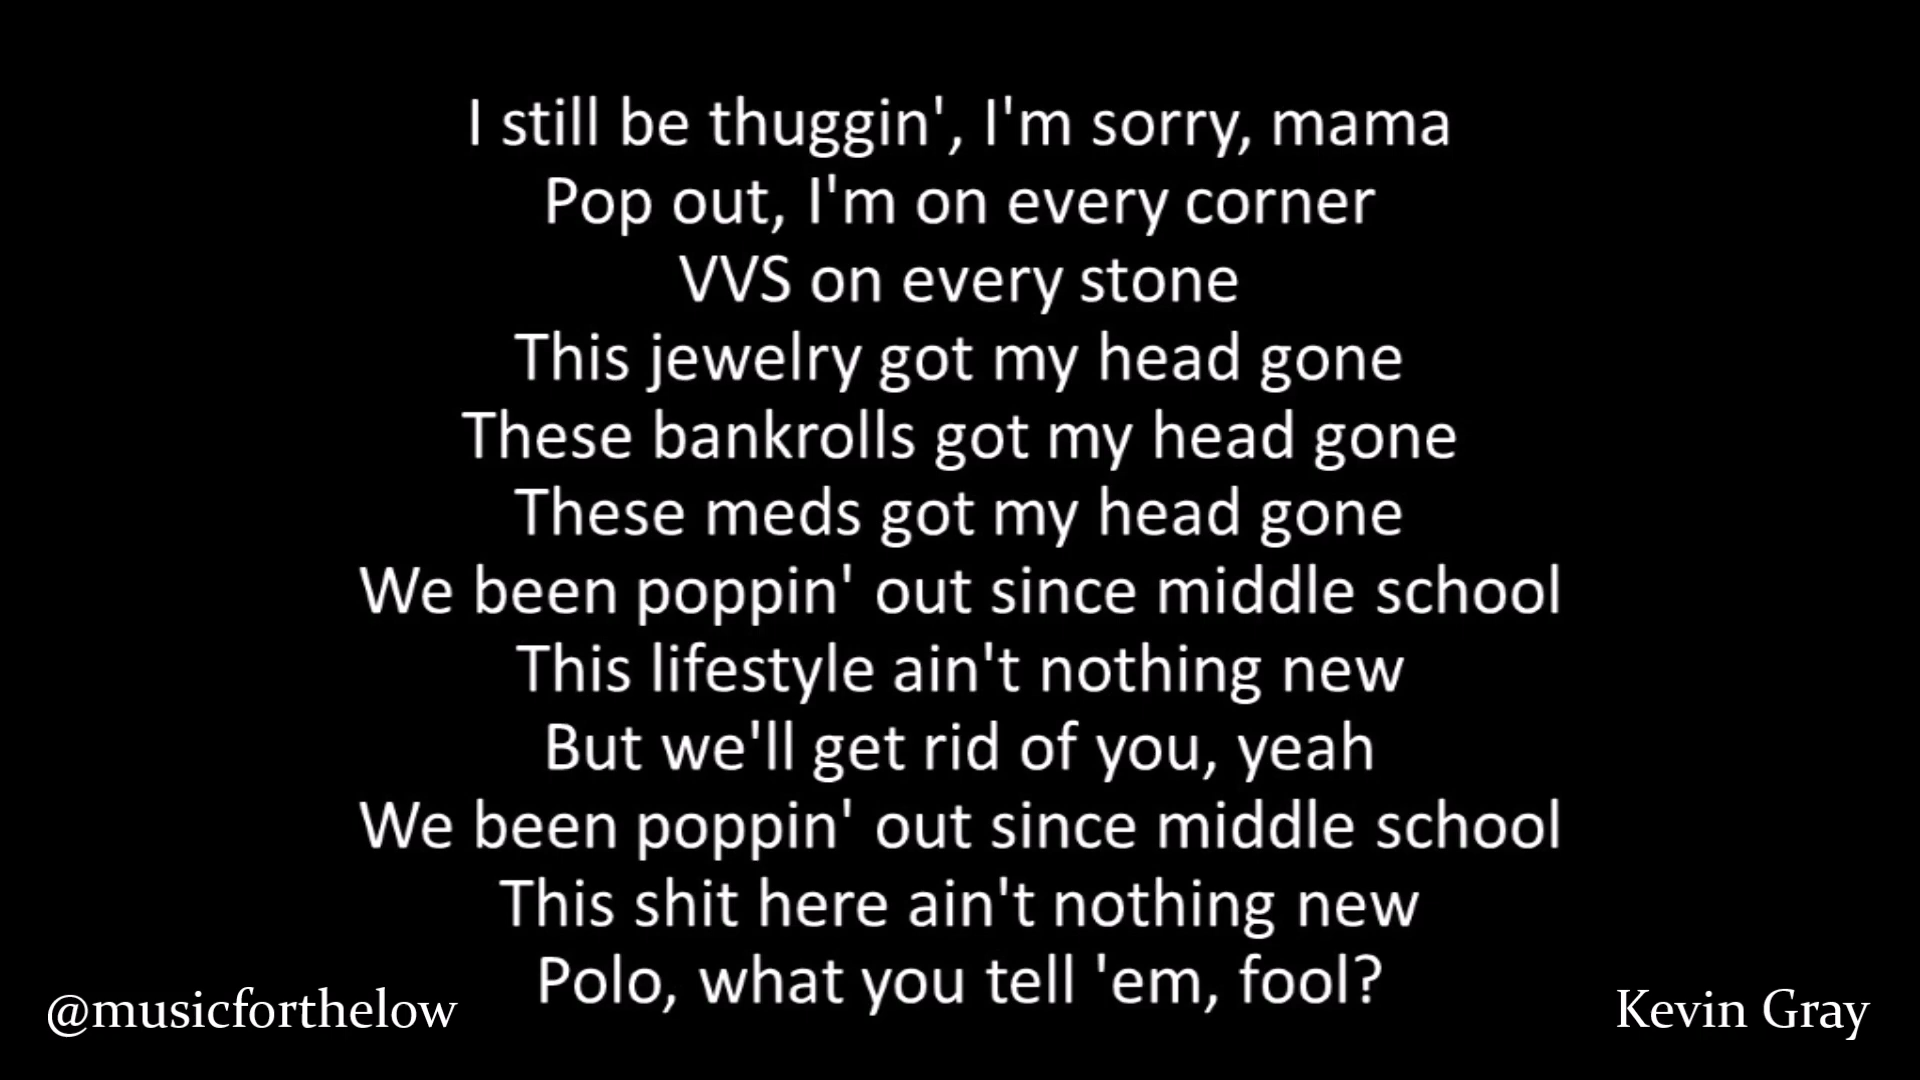 I still be thuggin', I'm sorry, mama
Pop out, I'm on every corner
VVS on every stone
This jewelry got my head gone
These bankrolls got my head gone
These meds got my head gone
We been poppin' out since middle school
This lifestyle ain't nothing new
But we'll get rid of you, yeah
We been poppin' out since middle school
This shit here ain't nothing new
Polo, what you tell 'em, fool?
@musicforthelow
Kevin Gray